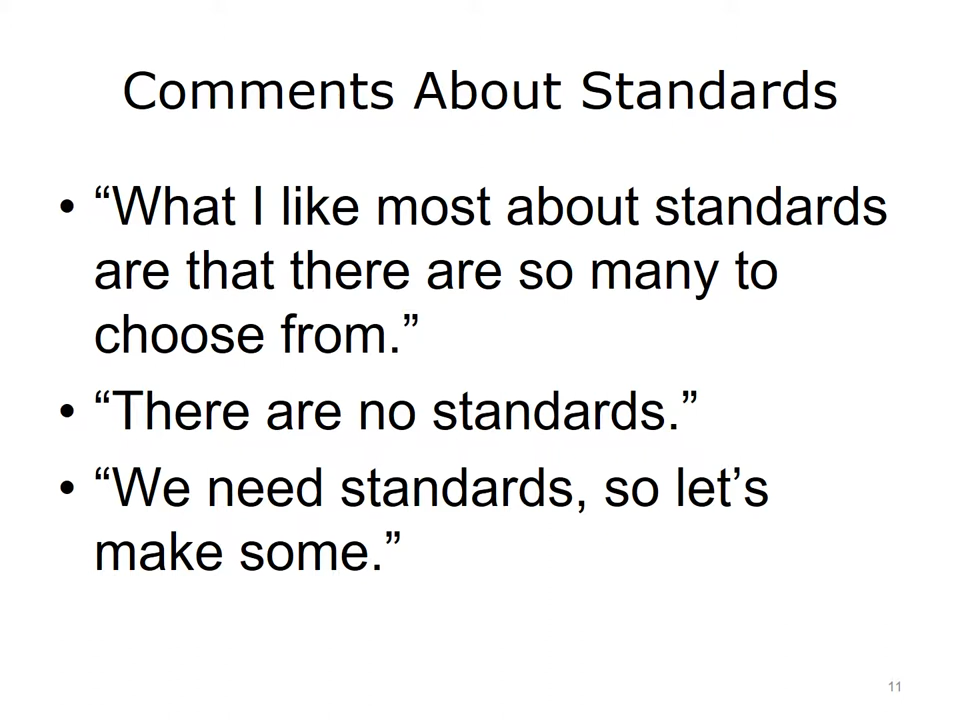 Comments About Standards
• “What I like most about standards
are that there are so many to
choose from.”
• “There are no standards.”
• “We need standards, so let’s
make some.”
11